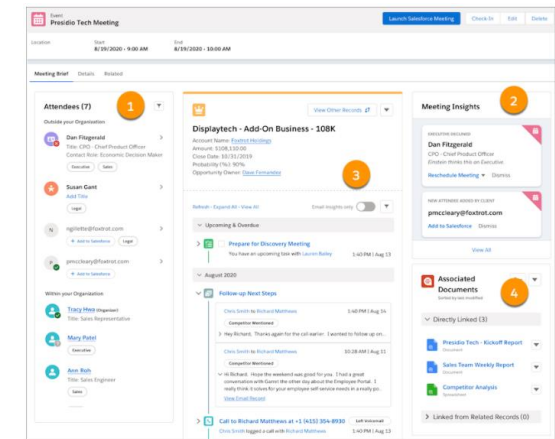 Event
Presidio Tech Meeting
Launch Salesforce Meeting
Check-In
Edit
Delete
Location
Start
8/19/2020 - 9:00 AM
End
8/19/2020 - 10:00 AM
Meeting Brief
Details
Related
Attendees (7)
1
Outside your Organization
Dan Fitzgerald
Title: CPO - Chief Product Officer
Contact Role: Economic Decision Maker
Executive
Sales
Susan Gant
Add Title
Legal
N
ngillette@foxtrot.com
+ Add to Salesforce
Legal
P
pmccleary@foxtrot.com
+ Add to Salesforce
Within your Organization
Tracy Hwa (Organizer)
Title: Sales Representative
Mary Patel
Executive
Ann Roh
Title: Sales Engineer
Sales
View Other Records
Displaytech - Add-On Business - 108K
Account Name: Foxtrot Holdings
Amount: $108,110.00
Close Date: 03/31/2019
Probability (%): 90%
Opportunity Owner: Dave Fernandez
3
Refresh - Expand All - View All
Email Insights only
Upcoming & Overdue
Prepare for Discovery Meeting
You have an upcoming task with Lauren Bailey
1:40 PM | Aug 13
August 2020
Follow-up Next Steps
Chris Smith to Richard Matthews
1:40 PM | Aug 14
Competitor Mentioned
Hey Richard, Thanks again for the call earlier. I wanted to follow up on...
Chris Smith to Richard Matthews
10:28 AM | Aug 11
Competitor Mentioned
Hi Richard, Hope the weekend was good for you. I had a great
conversation with Garon the other day about the Employee Portal. I
really think it solves for your employee self-service needs in a really po..
View Email Record
Call to Richard Matthews at +1 (415) 354-8930
Left Voicemail
Chris Smith logged a call with Richard Matthews
1:40 PM | Aug 13
Meeting Insights
2
EXECUTIVE DECLINED
Dan Fitzgerald
CPO - Chief Product Officer
Einstein thinks this an Executive
Reschedule Meeting
Dismiss
NEW ATTENDEE ADDED BY CLIENT
pmccleary@foxtrot.com
Add to Salesforce
Dismiss
View All
Associated
Documents
Sorted by last modified
4
Directly Linked (3)
Presidio Tech - Kickoff Report
Document
Sales Team Weekly Report
Document
Competitor Analysis
Spreadsheet
Linked from Related Records (0)